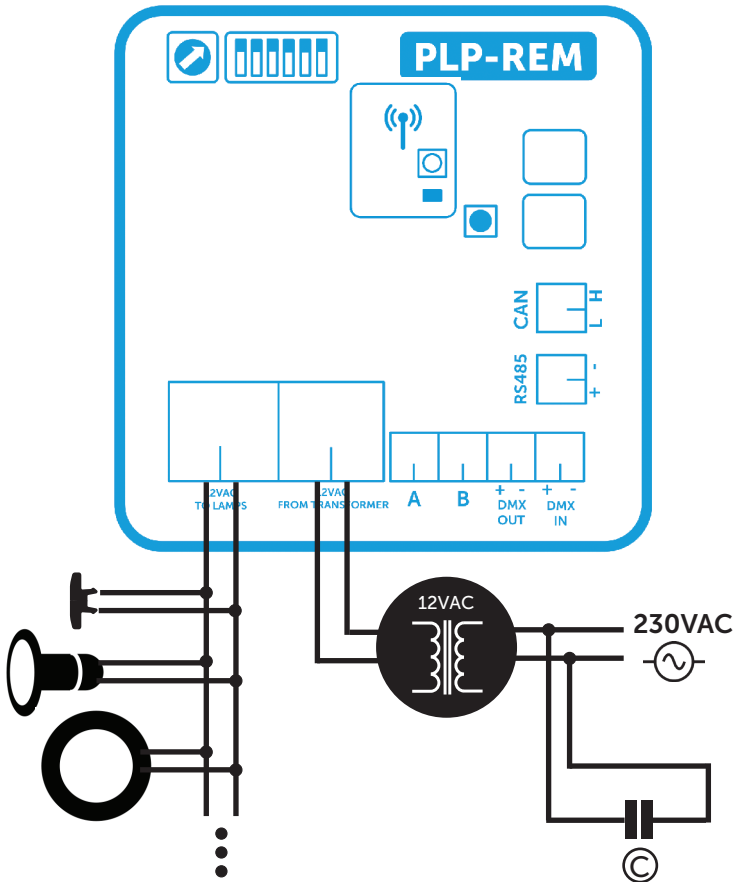 PLP-REM
CAN
H
L
RS485
-
+
12VAC
TO LAMPS
12VAC
FROM TRANSFORMER
A
B
+ -
DMX
OUT
+ -
DMX
IN
12VAC
230VAC
C